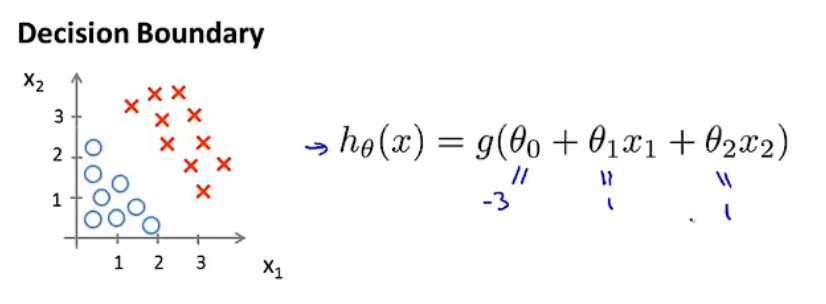 Decision Boundary
x₂
3
2
1
1 2 3
x₁
→ hθ(x) = g(θ₀ + θ₁x₁ + θ₂x₂)
" " "
-3 1 1